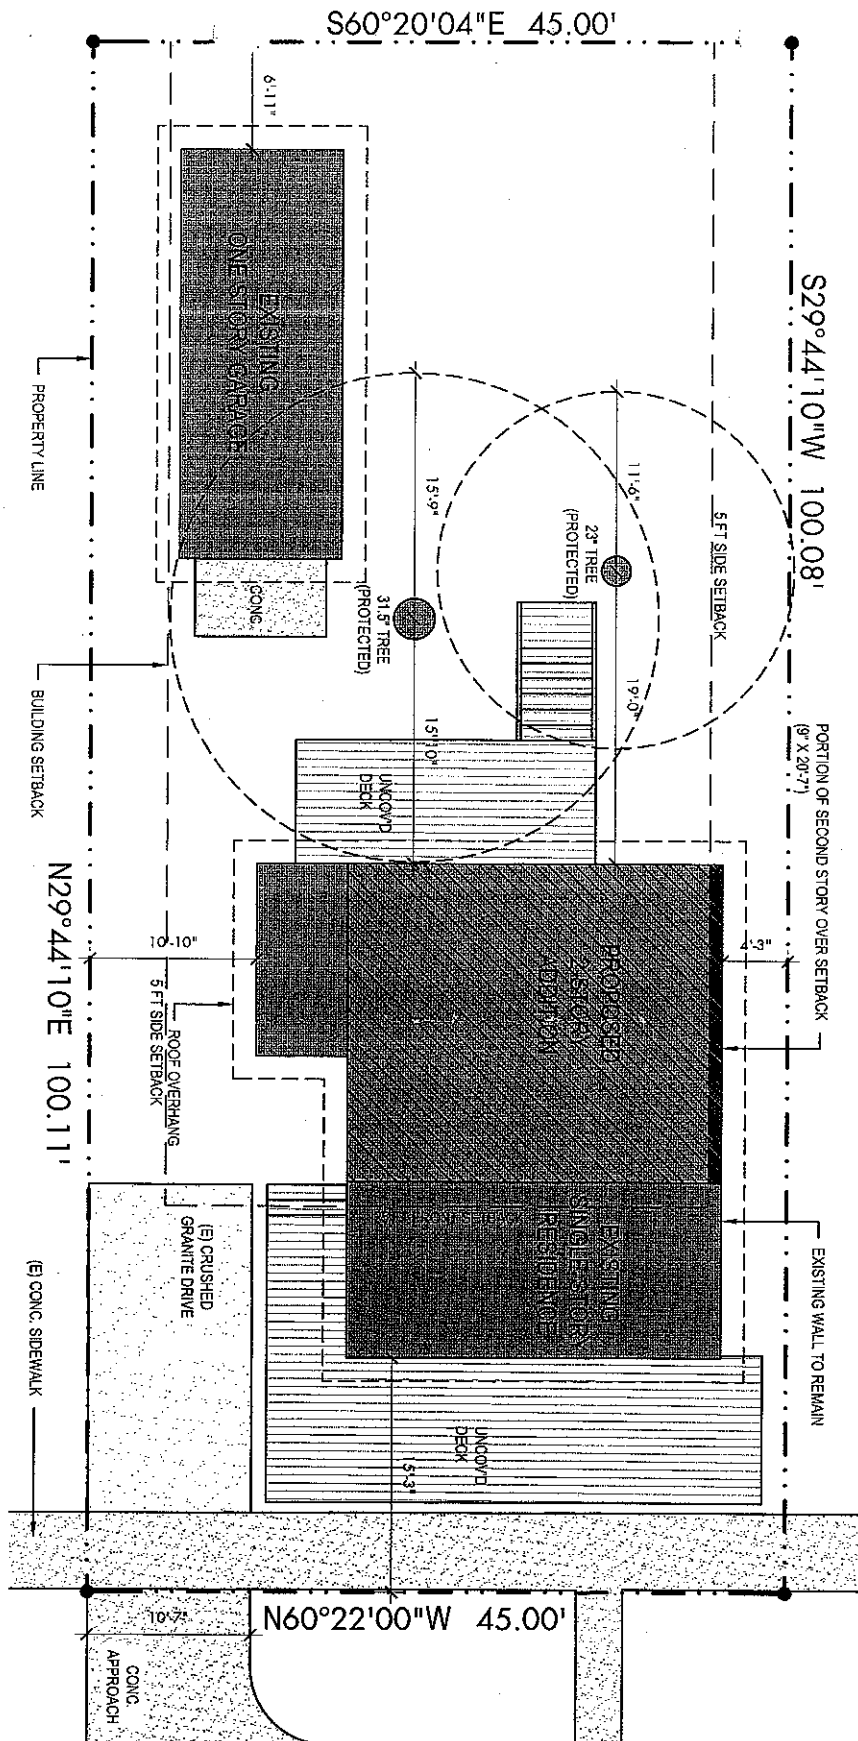 S60°20'04"E 45.00'
6'-11"
EXISTING
ONE STORY GARAGE
S29°44'10"W 100.08'
PROPERTY LINE
15'-9"
11'-6"
23" TREE
(PROTECTED)
5 FT SIDE SETBACK
CONC.
31.5" TREE
(PROTECTED)
19'-0"
15'-10"
BUILDING SETBACK
UNCOV'D
DECK
PORTION OF SECOND STORY OVER SETBACK
(9" X 20'-7")
N29°44'10"E 100.11'
10'-10"
5 FT SIDE SETBACK
ROOF OVERHANG
PROPOSED
2-STORY
ADDITION
4'-3"
EXISTING
SINGLE STORY
RESIDENCE
EXISTING WALL TO REMAIN
(E) CRUSHED
GRANITE DRIVE
(E) CONC. SIDEWALK
UNCOV'D
DECK
15'-3"
N60°22'00"W 45.00'
10'-7"
CONC.
APPROACH